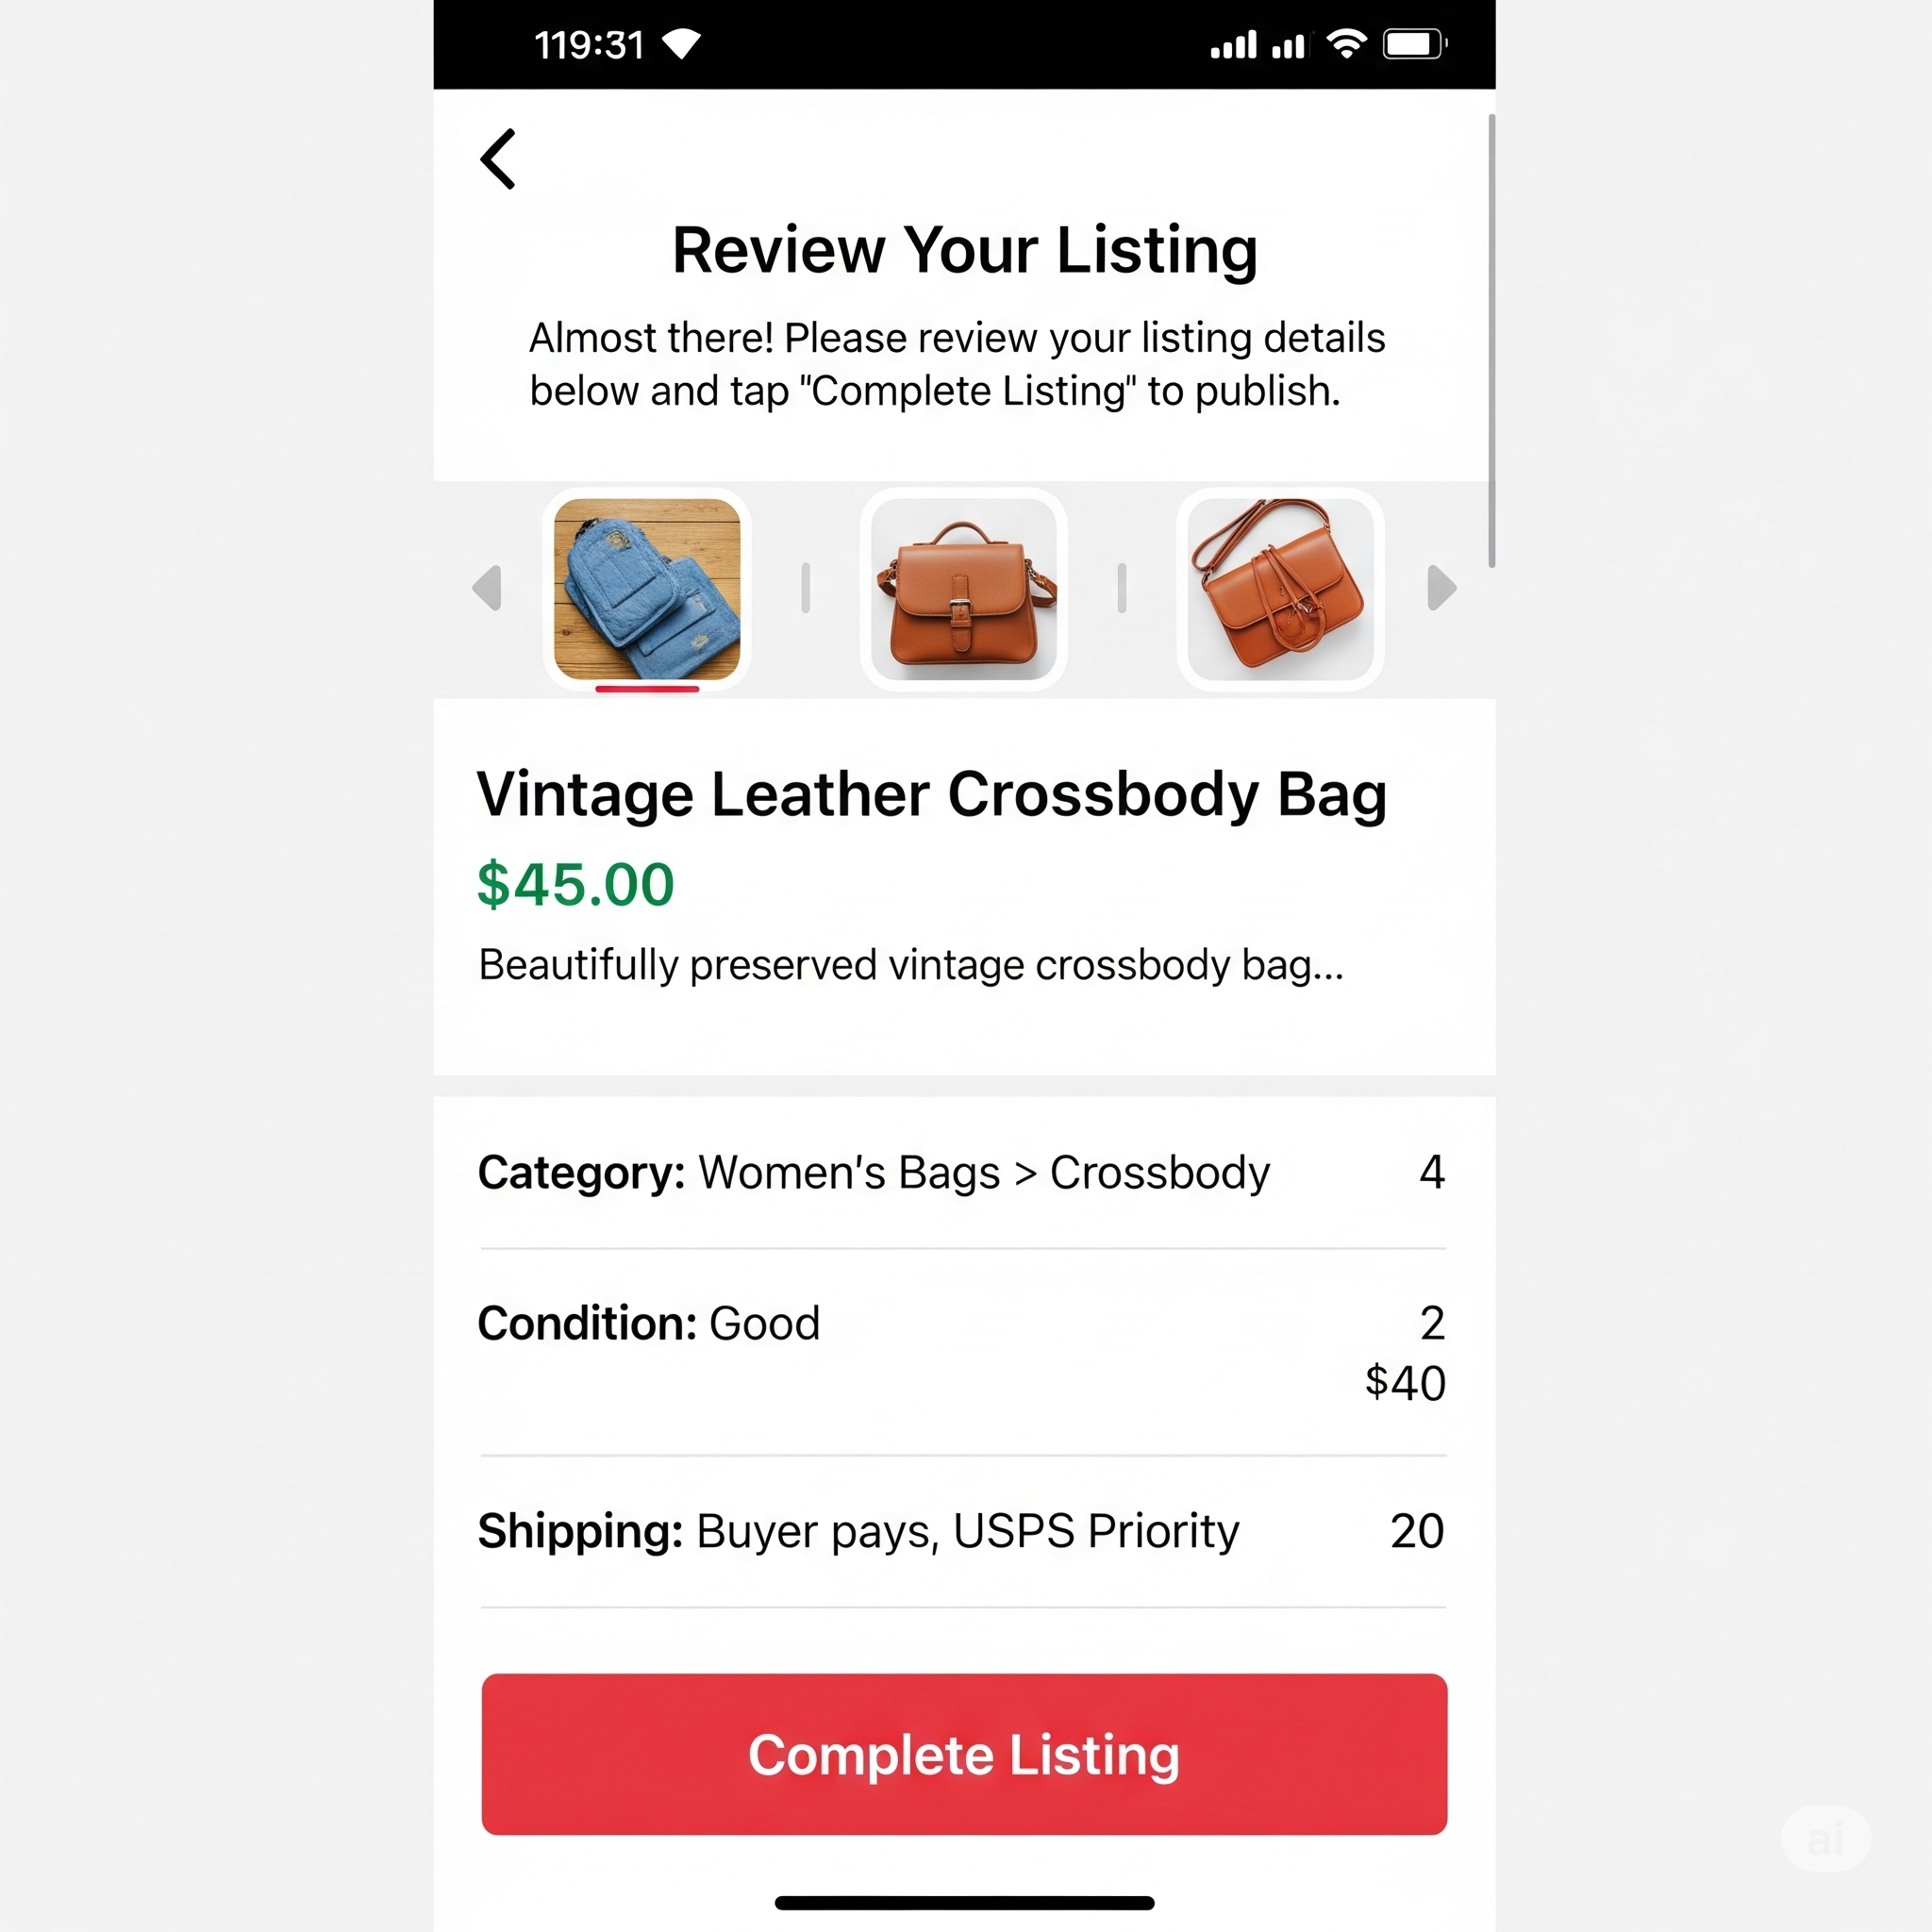 119:31
Review Your Listing
Almost there! Please review your listing details
below and tap "Complete Listing" to publish.
Vintage Leather Crossbody Bag
$45.00
Beautifully preserved vintage crossbody bag...
Category: Women's Bags > Crossbody 4
Condition: Good 2
$40
Shipping: Buyer pays, USPS Priority 20
Complete Listing
ai